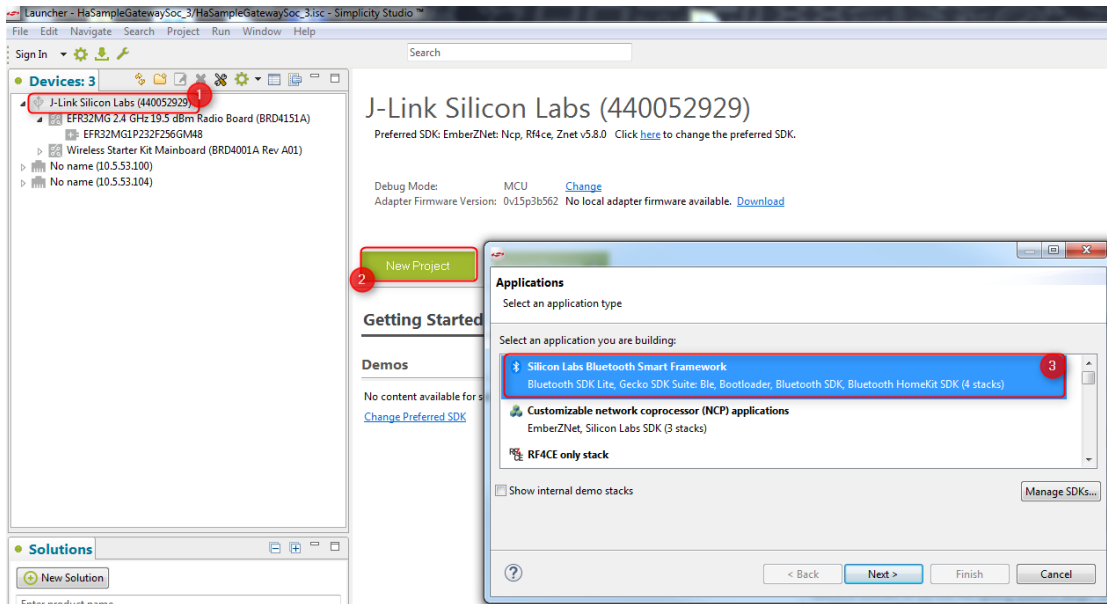 Launcher - HaSampleGatewaySoc_3/HaSampleGatewaySoc_3.isc - Simplicity Studio ™
File Edit Navigate Search Project Run Window Help
Sign In
Search
Devices: 3
1
J-Link Silicon Labs (440052929)
EFR32MG 2.4 GHz 19.5 dBm Radio Board (BRD4151A)
EFR32MG1P232F256GM48
Wireless Starter Kit Mainboard (BRD4001A Rev A01)
No name (10.5.53.100)
No name (10.5.53.104)
J-Link Silicon Labs (440052929)
Preferred SDK: EmberZNet: Ncp, Rf4ce, Znet v5.8.0 Click here to change the preferred SDK.
Debug Mode: MCU Change
Adapter Firmware Version: 0v15p3b562 No local adapter firmware available. Download
New Project
2
Getting Started
Demos
No content available for s
Change Preferred SDK
Applications
Select an application type
Select an application you are building:
Silicon Labs Bluetooth Smart Framework
3
Bluetooth SDK Lite, Gecko SDK Suite: Ble, Bootloader, Bluetooth SDK, Bluetooth HomeKit SDK (4 stacks)
Customizable network coprocessor (NCP) applications
EmberZNet, Silicon Labs SDK (3 stacks)
RF4CE only stack
Show internal demo stacks
Manage SDKs...
? < Back Next > Finish Cancel
Solutions
New Solution
Enter product name